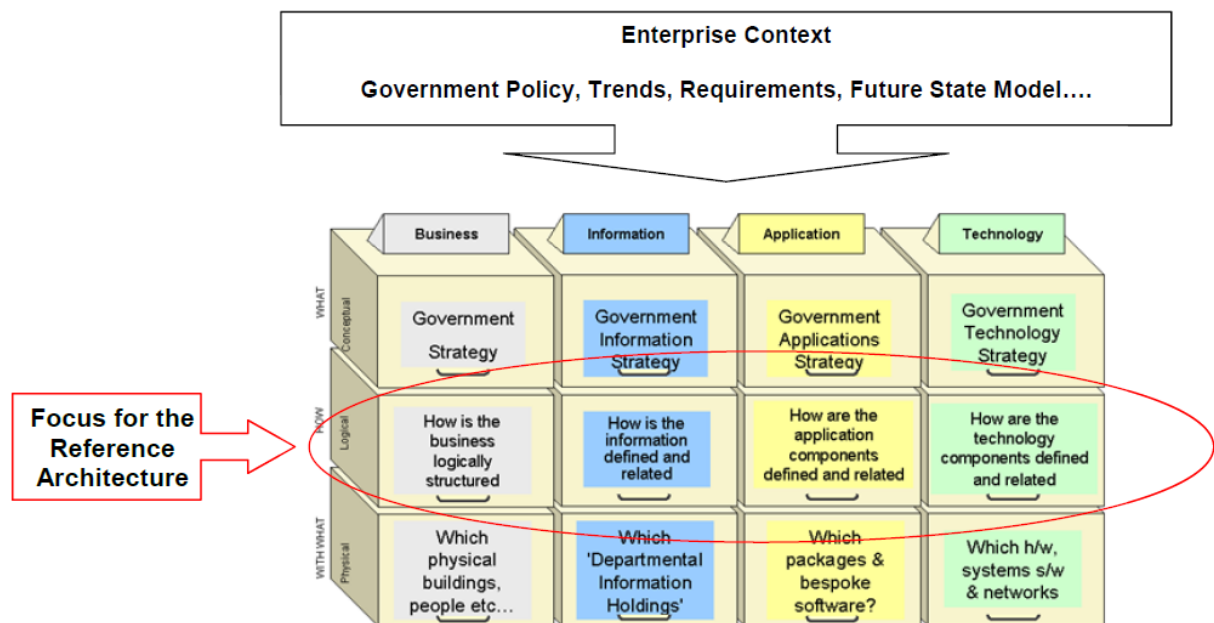 Enterprise Context
Government Policy, Trends, Requirements, Future State Model....
Business
Information
Application
Technology
WHAT
Conceptual
Government
Strategy
Government
Information
Strategy
Government
Applications
Strategy
Government
Technology
Strategy
Focus for the
Reference
Architecture
HOW
Logical
How is the
business
logically
structured
How is the
information
defined and
related
How are the
application
components
defined and related
How are the
technology
components defined
and related
WITH WHAT
Physical
Which
physical
buildings,
people etc...
Which
'Departmental
Information
Holdings'
Which
packages &
bespoke
software?
Which h/w,
systems s/w
& networks